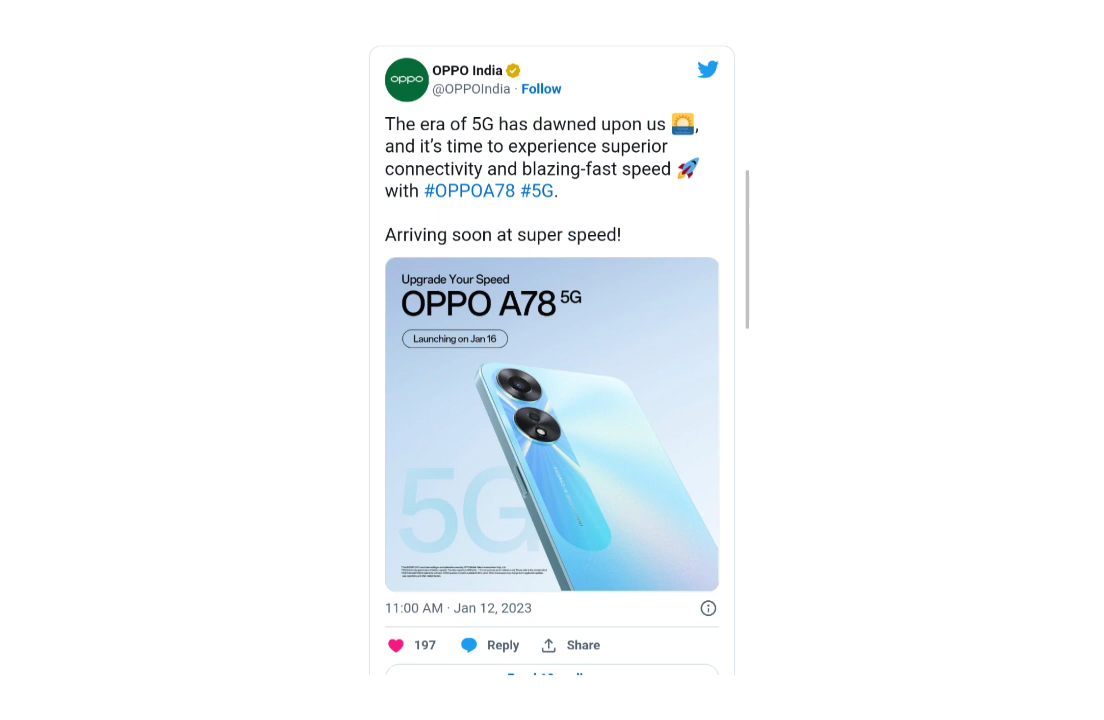 oppo
OPPO India
@OPPOIndia · Follow
The era of 5G has dawned upon us 🌅,
and it’s time to experience superior
connectivity and blazing-fast speed 🚀
with #OPPOA78 #5G.
Arriving soon at super speed!
Upgrade Your Speed
OPPO A78 5G
Launching on Jan 16
5G
11:00 AM · Jan 12, 2023
197 Reply Share